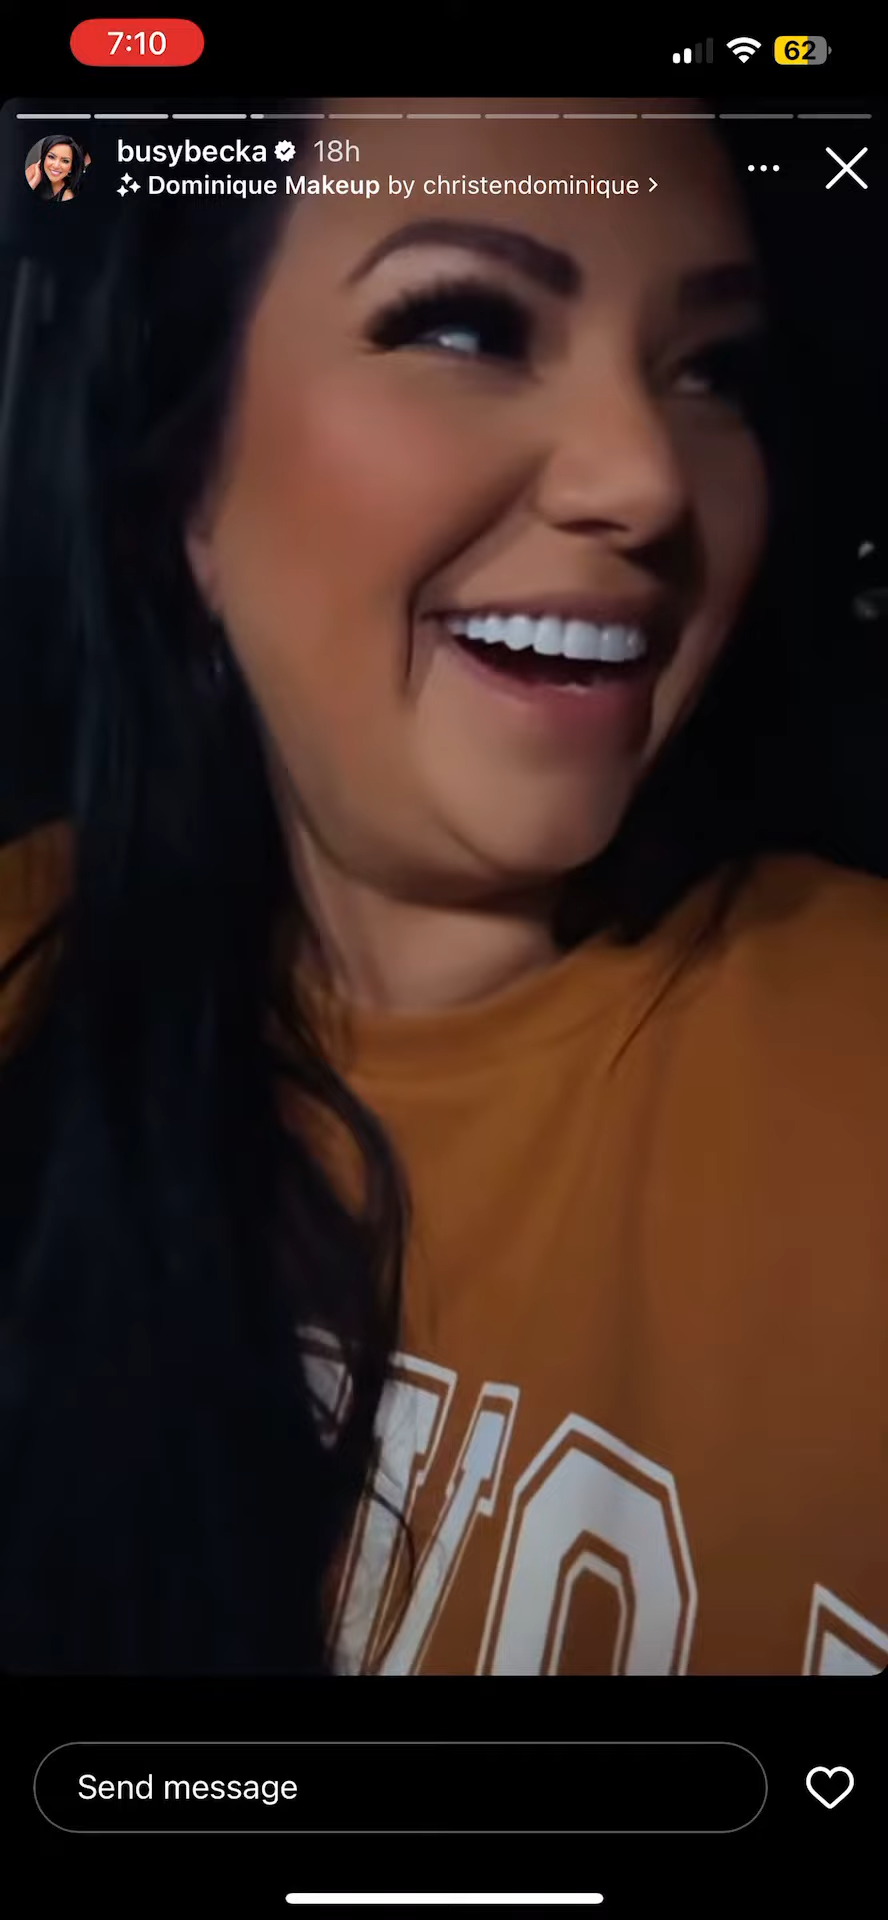 7:10
62
busybecka 18h
Dominique Makeup by christendominique >
Send message